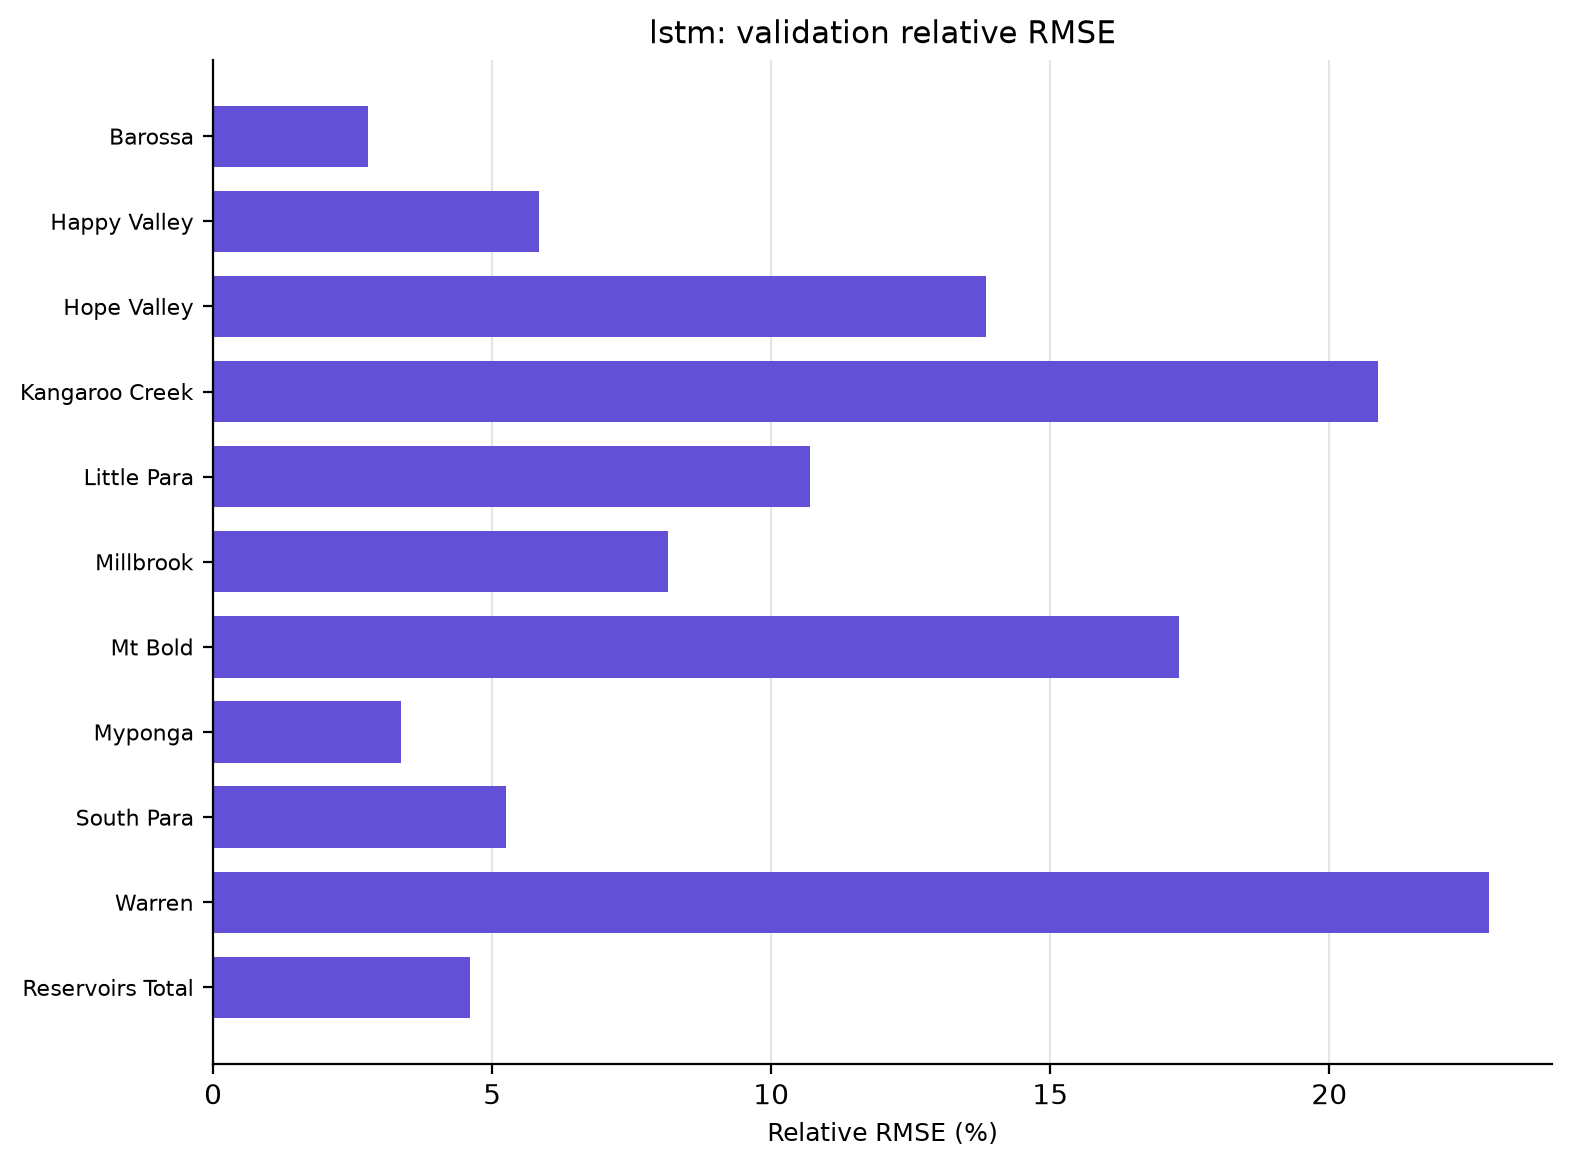 lstm: validation relative RMSE
Barossa
Happy Valley
Hope Valley
Kangaroo Creek
Little Para
Millbrook
Mt Bold
Myponga
South Para
Warren
Reservoirs Total
0 5 10 15 20
Relative RMSE (%)